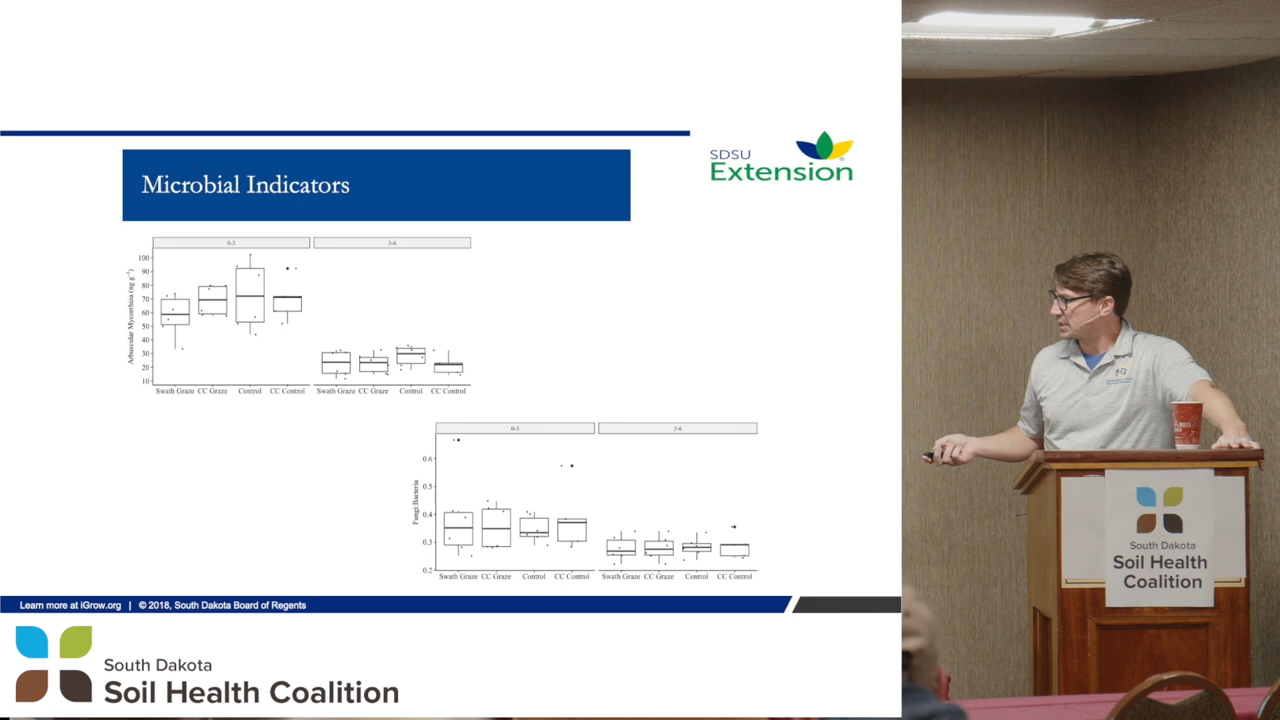 SDSU
Extension
Microbial Indicators
0-3
3-6
Arbuscular Mycorrhiza (ng g⁻¹)
100
90
80
70
60
50
40
30
20
10
Swath Graze CC Graze Control CC Control
Swath Graze CC Graze Control CC Control
0-3
3-6
Fungi:Bacteria
0.6
0.5
0.4
0.3
0.2
Swath Graze CC Graze Control CC Control
Swath Graze CC Graze Control CC Control
Learn more at iGrow.org | © 2018, South Dakota Board of Regents
South Dakota
Soil Health Coalition
South Dakota
Soil Health
Coalition